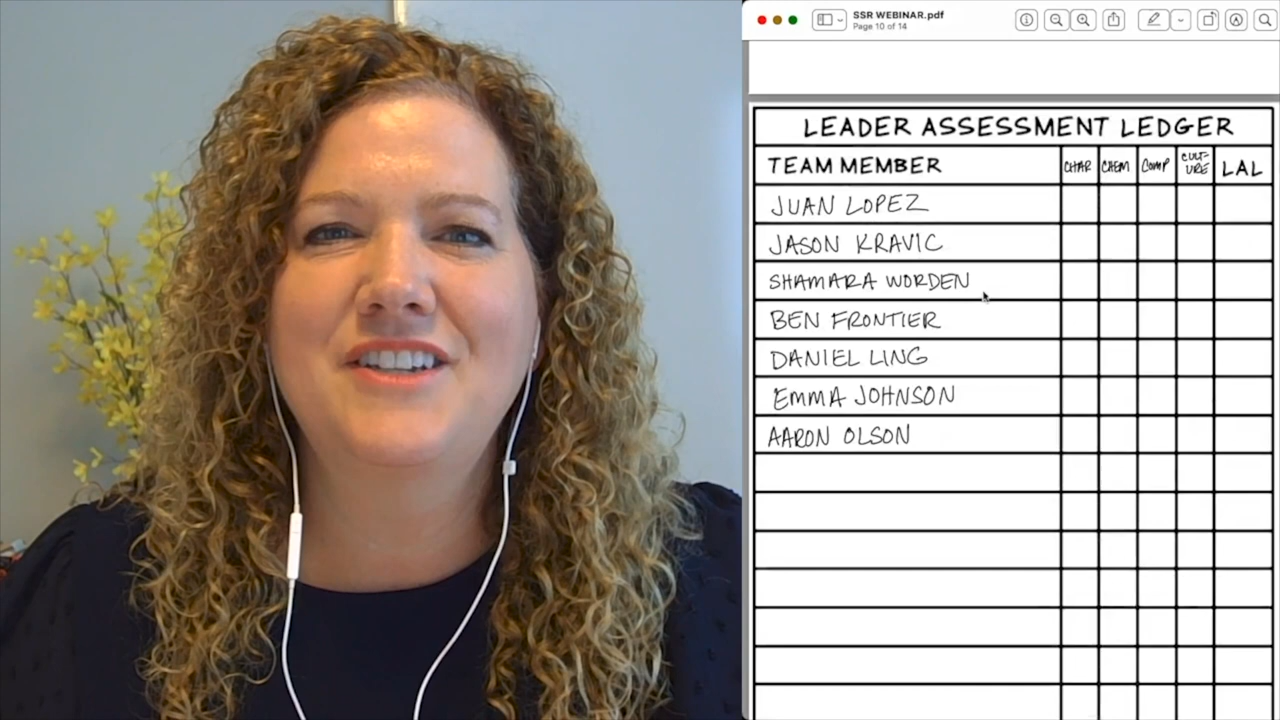 SSR WEBINAR.pdf
Page 10 of 14
LEADER ASSESSMENT LEDGER
TEAM MEMBER CHAR CHEM COMP CULT-URE LAL
JUAN LOPEZ
JASON KRAVIC
SHAMARA WORDEN
BEN FRONTIER
DANIEL LING
EMMA JOHNSON
AARON OLSON